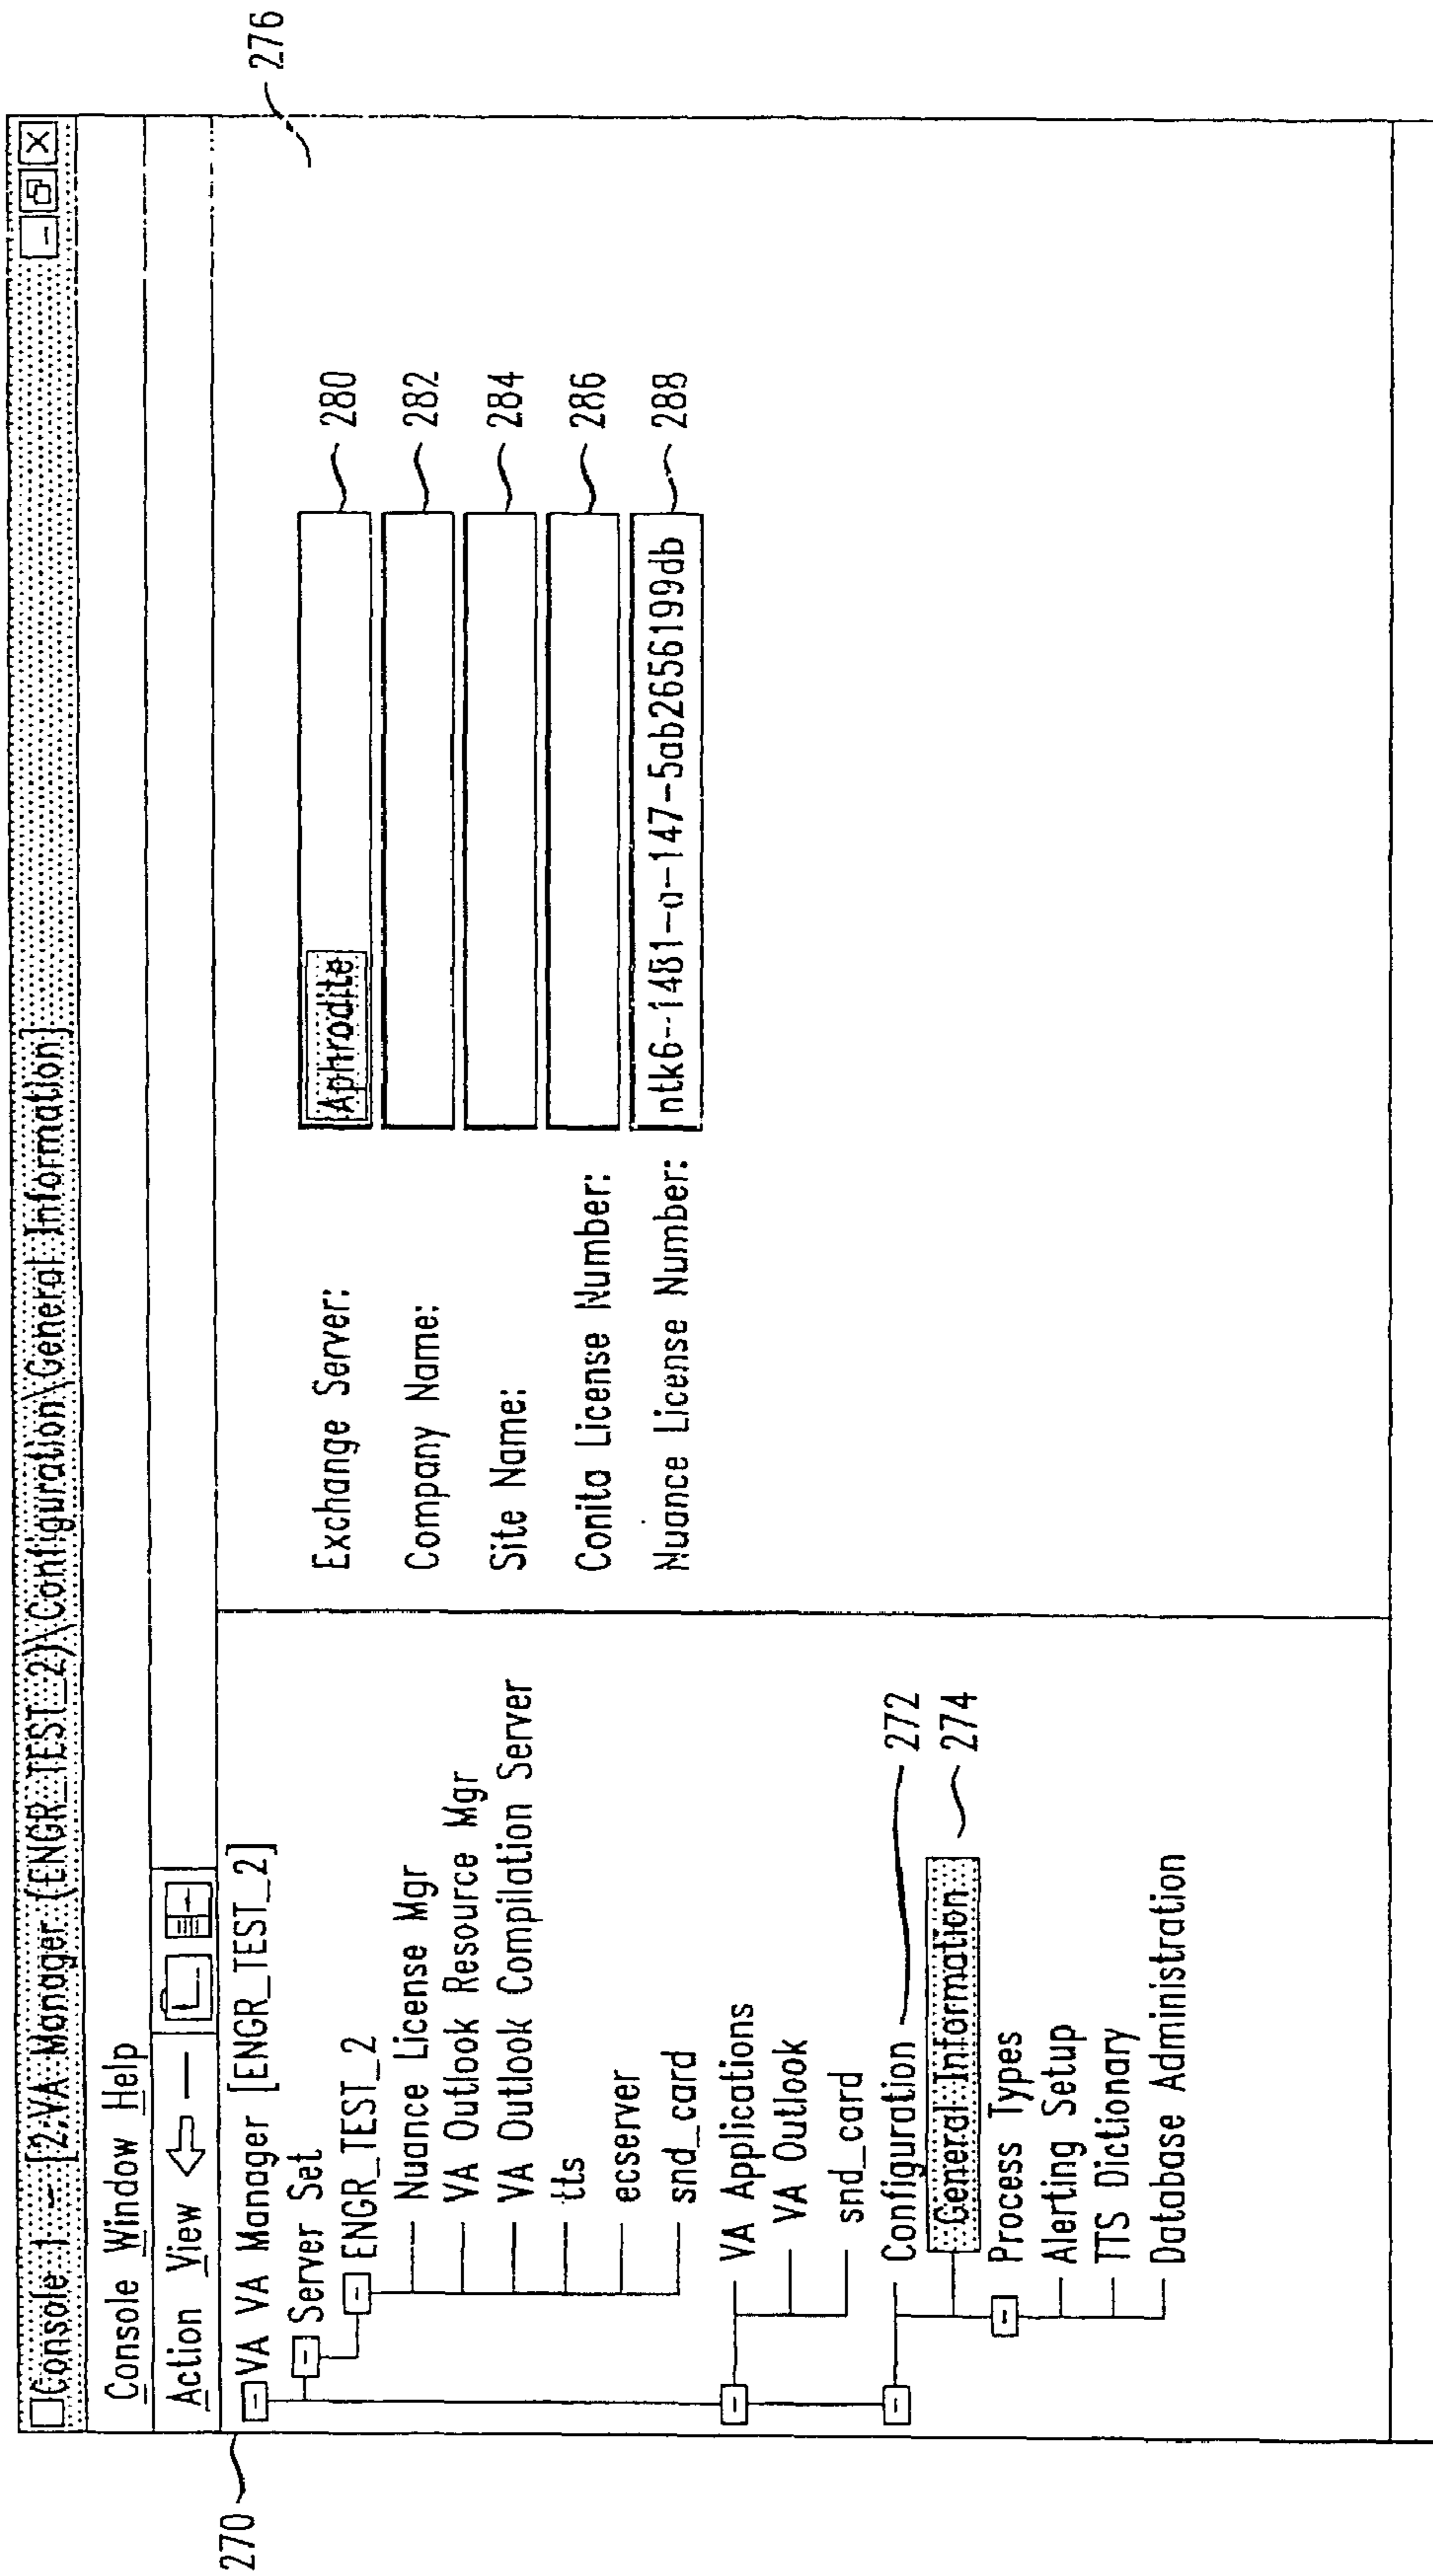 Console 1 - [2:VA Manager (ENGR_TEST_2)\Configuration\General Information]
Console Window Help
Action View
270
VA VA Manager [ENGR_TEST_2]
Server Set
ENGR_TEST_2
Nuance License Mgr
VA Outlook Resource Mgr
VA Outlook Compilation Server
tts
ecserver
snd_card
VA Applications
VA Outlook
snd_card
Configuration 272
General Information 274
Process Types
Alerting Setup
TTS Dictionary
Database Administration
276
Exchange Server: Aphrodite 280
Company Name: 282
Site Name: 284
Conita License Number: 286
Nuance License Number: ntk6-1481-a-147-5ab2656199db 288